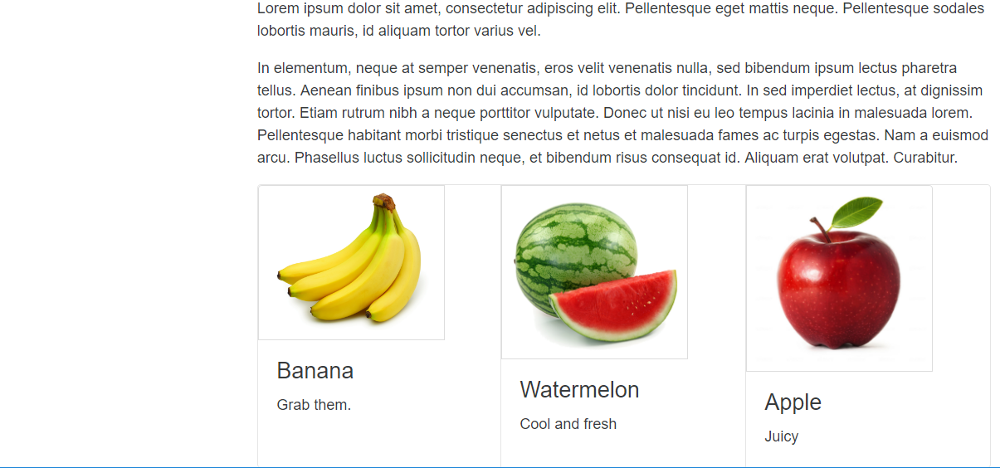 Lorem ipsum dolor sit amet, consectetur adipiscing elit. Pellentesque eget mattis neque. Pellentesque sodales
lobortis mauris, id aliquam tortor varius vel.
In elementum, neque at semper venenatis, eros velit venenatis nulla, sed bibendum ipsum lectus pharetra
tellus. Aenean finibus ipsum non dui accumsan, id lobortis dolor tincidunt. In sed imperdiet lectus, at dignissim
tortor. Etiam rutrum nibh a neque porttitor vulputate. Donec ut nisi eu leo tempus lacinia in malesuada lorem.
Pellentesque habitant morbi tristique senectus et netus et malesuada fames ac turpis egestas. Nam a euismod
arcu. Phasellus luctus sollicitudin neque, et bibendum risus consequat id. Aliquam erat volutpat. Curabitur.
Banana
Grab them.
Watermelon
Cool and fresh
Apple
Juicy